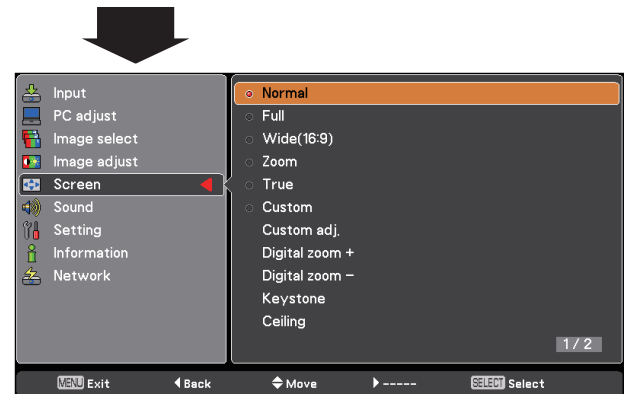 Input
PC adjust
Image select
Image adjust
Screen
Sound
Setting
Information
Network
Normal
Full
Wide(16:9)
Zoom
True
Custom
Custom adj.
Digital zoom +
Digital zoom –
Keystone
Ceiling
1 / 2
MENU Exit Back Move ----- SELECT Select